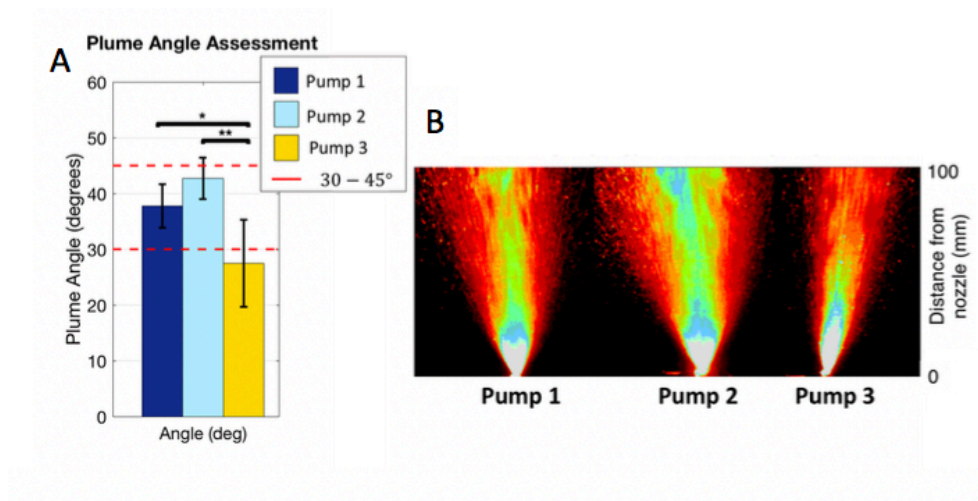 A
Plume Angle Assessment
Pump 1
Pump 2
Pump 3
30 – 45°
60
50
40
30
20
10
0
*
**
Plume Angle (degrees)
Angle (deg)
B
100
0
Distance from
nozzle (mm)
Pump 1
Pump 2
Pump 3